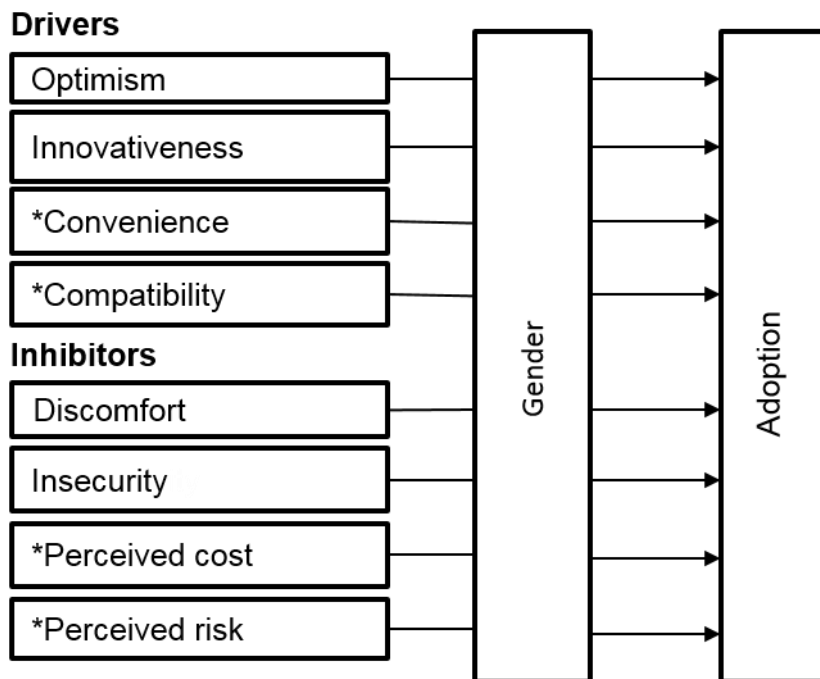 Drivers
Optimism
Innovativeness
*Convenience
*Compatibility
Inhibitors
Discomfort
Insecurity
*Perceived cost
*Perceived risk
Gender
Adoption